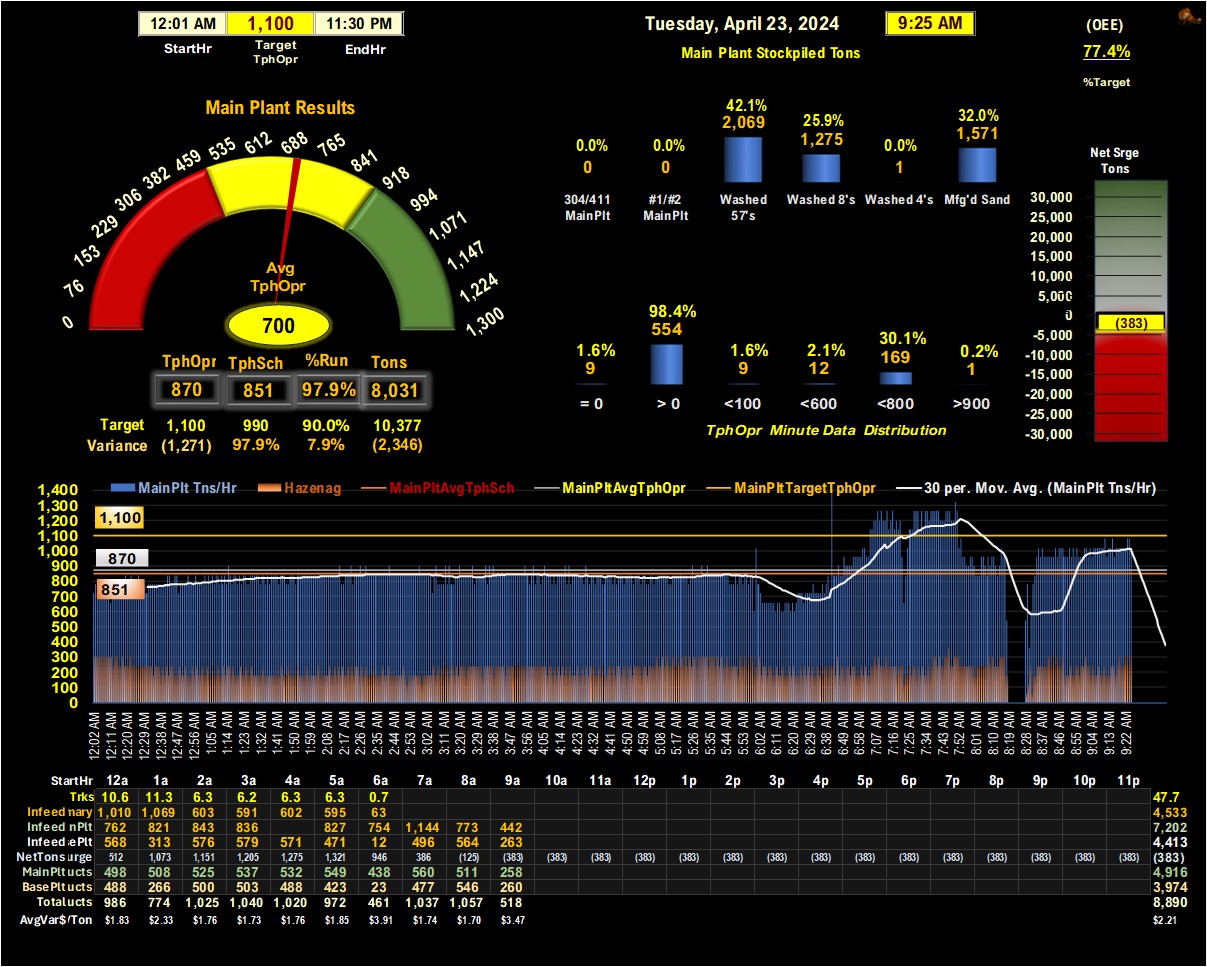 12:01 AM 1,100 11:30 PM
StartHr Target TphOpr EndHr
Tuesday, April 23, 2024 9:25 AM
Main Plant Stockpiled Tons
(OEE)
77.4%
%Target
Main Plant Results
0 76 153 229 306 382 459 535 612 688 765 841 918 994 1,071 1,147 1,224 1,300
Avg
TphOpr
700
TphOpr TphSch %Run Tons
870 851 97.9% 8,031
Target 1,100 990 90.0% 10,377
Variance (1,271) 97.9% 7.9% (2,346)
0.0% 0.0% 42.1% 25.9% 0.0% 32.0%
0 0 2,069 1,275 1 1,571
304/411 #1/#2 Washed Washed 8's Washed 4's Mfg'd Sand
MainPlt MainPlt 57's
1.6% 98.4% 1.6% 2.1% 30.1% 0.2%
9 554 9 12 169 1
= 0 > 0 <100 <600 <800 >900
TphOpr Minute Data Distribution
Net Srge
Tons
30,000
25,000
20,000
15,000
10,000
5,000
0
(383)
-5,000
-10,000
-15,000
-20,000
-25,000
-30,000
MainPlt Tns/Hr Hazenag MainPltAvgTphSch MainPltAvgTphOpr MainPltTargetTphOpr 30 per. Mov. Avg. (MainPlt Tns/Hr)
1,400
1,300
1,200
1,100
1,000
900
800
700
600
500
400
300
200
100
0
1,100
870
851
12:02 AM 12:11 AM 12:20 AM 12:29 AM 12:38 AM 12:47 AM 12:56 AM 1:05 AM 1:14 AM 1:23 AM 1:32 AM 1:41 AM 1:50 AM 1:59 AM 2:08 AM 2:17 AM 2:26 AM 2:35 AM 2:44 AM 2:53 AM 3:02 AM 3:11 AM 3:20 AM 3:29 AM 3:38 AM 3:47 AM 3:56 AM 4:05 AM 4:14 AM 4:23 AM 4:32 AM 4:41 AM 4:50 AM 4:59 AM 5:08 AM 5:17 AM 5:26 AM 5:35 AM 5:44 AM 5:53 AM 6:02 AM 6:11 AM 6:20 AM 6:29 AM 6:38 AM 6:49 AM 6:58 AM 7:07 AM 7:16 AM 7:25 AM 7:34 AM 7:43 AM 7:52 AM 8:01 AM 8:10 AM 8:19 AM 8:28 AM 8:37 AM 8:46 AM 8:55 AM 9:04 AM 9:13 AM 9:22 AM
StartHr 12a 1a 2a 3a 4a 5a 6a 7a 8a 9a 10a 11a 12p 1p 2p 3p 4p 5p 6p 7p 8p 9p 10p 11p
Trks 10.6 11.3 6.3 6.2 6.3 6.3 0.7 47.7
Infeed mary 1,010 1,069 603 591 602 595 63 4,533
Infeed nPlt 762 821 843 836 827 754 1,144 773 442 7,202
Infeed ePlt 568 313 576 579 571 471 12 496 564 263 4,413
NetTons urge 512 1,073 1,151 1,205 1,275 1,321 946 386 (125) (383) (383) (383) (383) (383) (383) (383) (383) (383) (383) (383) (383) (383) (383) (383) (383)
MainPlt ucts 498 508 525 537 532 549 438 560 511 258 4,916
BasePlt ucts 488 266 500 503 488 423 23 477 546 260 3,974
Total ucts 986 774 1,025 1,040 1,020 972 461 1,037 1,057 518 8,890
AvgVar$/Ton $1.83 $2.33 $1.76 $1.73 $1.76 $1.85 $3.91 $1.74 $1.70 $3.47 $2.21